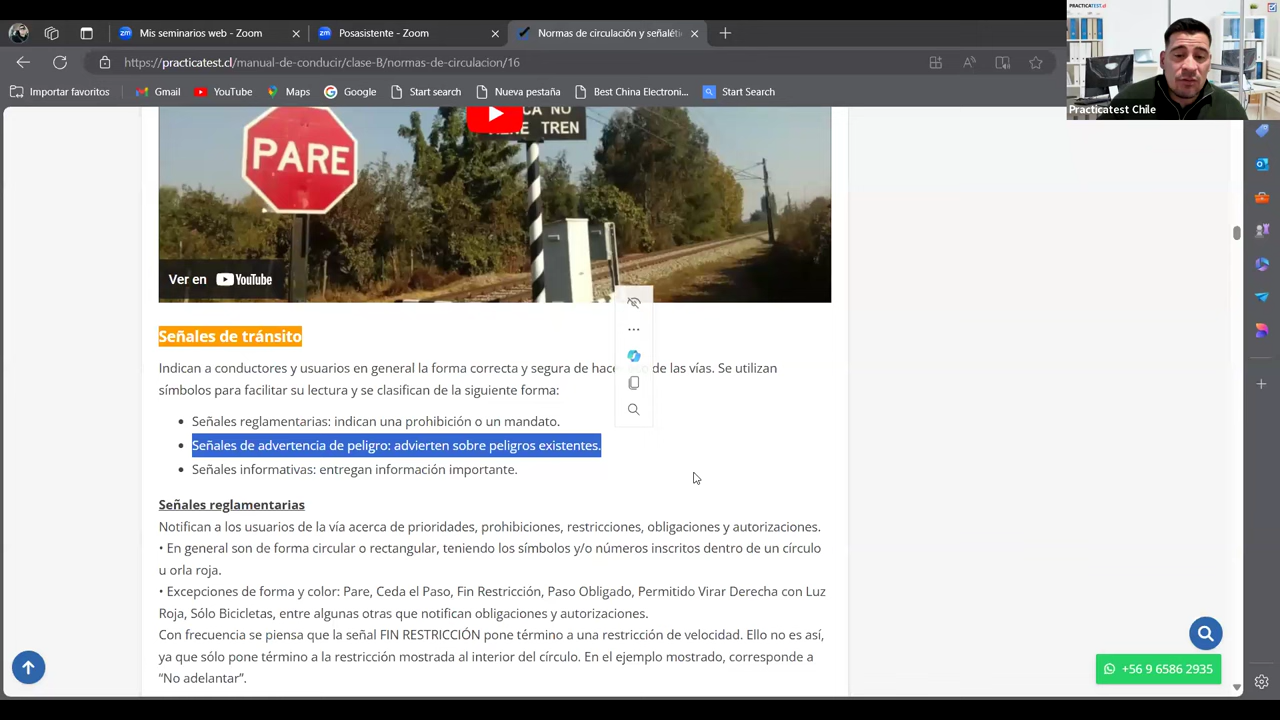 Mis seminarios web - Zoom
Posasistente - Zoom
Normas de circulación y señaléti
https://practicatest.cl/manual-de-conducir/clase-B/normas-de-circulacion/16
Importar favoritos
Gmail
YouTube
Maps
Google
Start search
Nueva pestaña
Best China Electroni...
Start Search
PRACTICATEST.cl
Practicatest Chile
PARE
CA NO
TREN
Ver en YouTube
Señales de tránsito
Indican a conductores y usuarios en general la forma correcta y segura de hace de las vías. Se utilizan
símbolos para facilitar su lectura y se clasifican de la siguiente forma:
• Señales reglamentarias: indican una prohibición o un mandato.
• Señales de advertencia de peligro: advierten sobre peligros existentes.
• Señales informativas: entregan información importante.
Señales reglamentarias
Notifican a los usuarios de la vía acerca de prioridades, prohibiciones, restricciones, obligaciones y autorizaciones.
• En general son de forma circular o rectangular, teniendo los símbolos y/o números inscritos dentro de un círculo
u orla roja.
• Excepciones de forma y color: Pare, Ceda el Paso, Fin Restricción, Paso Obligado, Permitido Virar Derecha con Luz
Roja, Sólo Bicicletas, entre algunas otras que notifican obligaciones y autorizaciones.
Con frecuencia se piensa que la señal FIN RESTRICCIÓN pone término a una restricción de velocidad. Ello no es así,
ya que sólo pone término a la restricción mostrada al interior del círculo. En el ejemplo mostrado, corresponde a
“No adelantar”.
+56 9 6586 2935